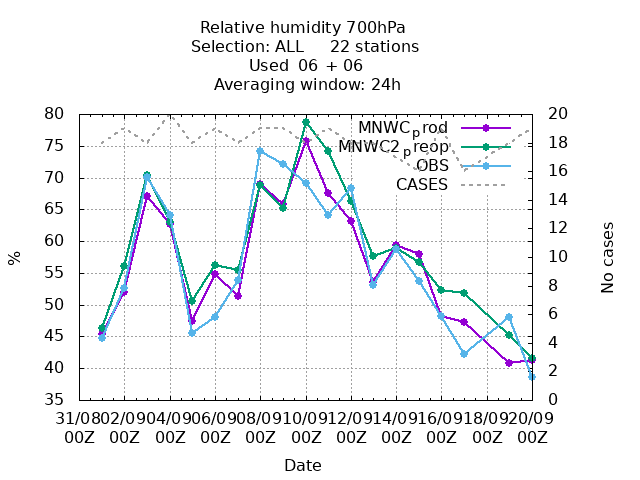 Relative humidity 700hPa
Selection: ALL 22 stations
Used 06 + 06
Averaging window: 24h
MNWCprod
MNWC2preop
OBS
CASES
80
75
70
65
60
55
50
45
40
35
20
18
16
14
12
10
8
6
4
2
0
%
No cases
31/08 02/09 04/09 06/09 08/09 10/09 12/09 14/09 16/09 18/09 20/09
00Z 00Z 00Z 00Z 00Z 00Z 00Z 00Z 00Z 00Z 00Z
Date